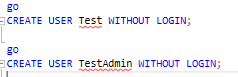 go
CREATE USER Test WITHOUT LOGIN;
go
CREATE USER TestAdmin WITHOUT LOGIN;